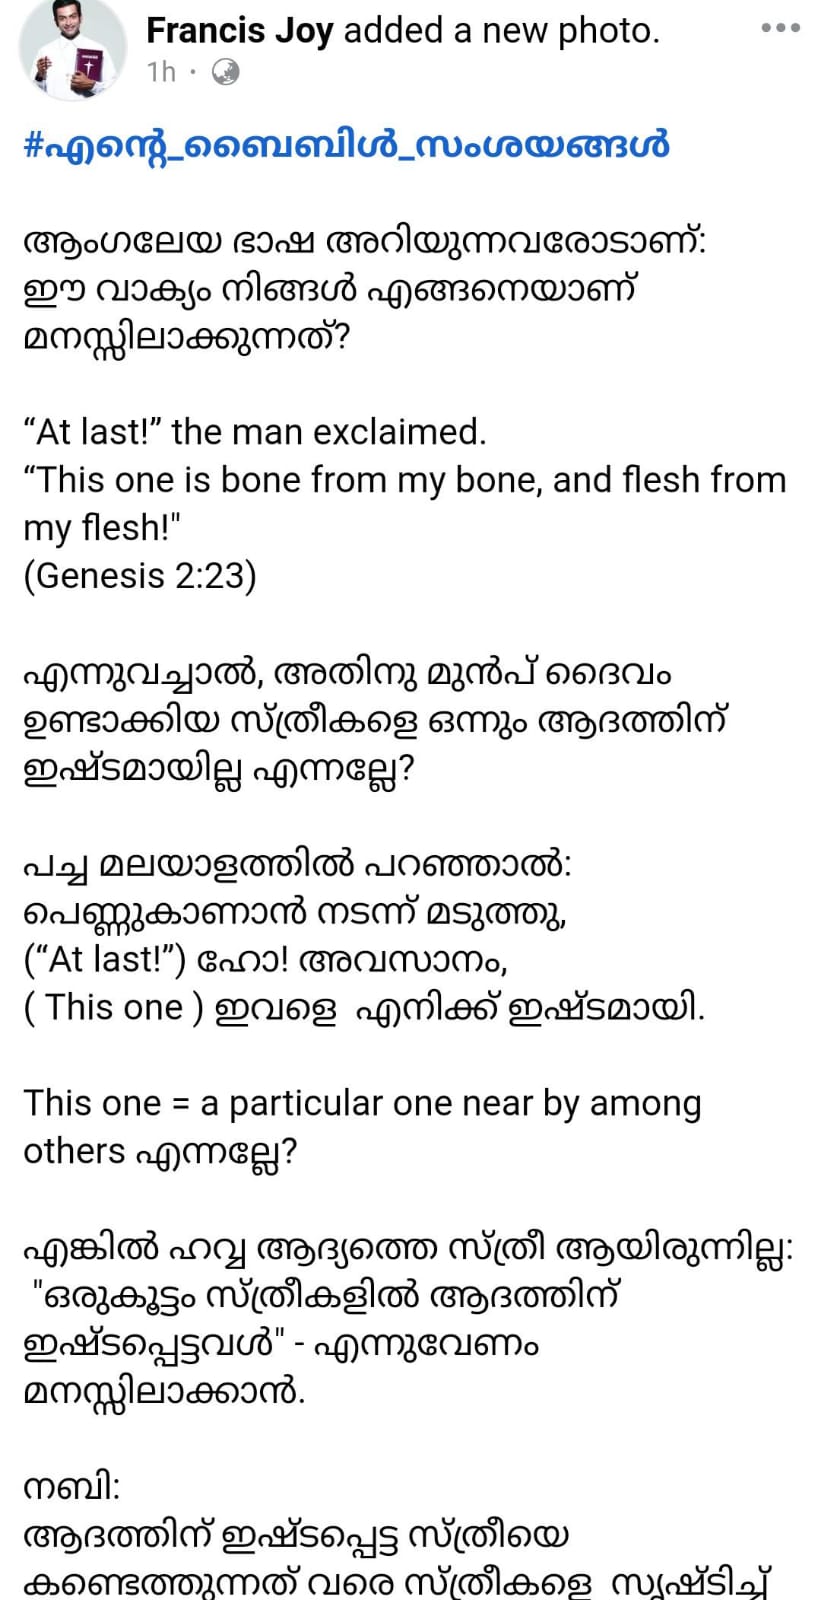 Francis Joy added a new photo.
1h ·
#എന്റെ_ബൈബിൾ_സംശയങ്ങൾ
ആംഗലേയ ഭാഷ അറിയുന്നവരോടാണ്:
ഈ വാക്യം നിങ്ങൾ എങ്ങനെയാണ്
മനസ്സിലാക്കുന്നത്?
“At last!” the man exclaimed.
“This one is bone from my bone, and flesh from
my flesh!"
(Genesis 2:23)
എന്നുവച്ചാൽ, അതിനു മുൻപ് ദൈവം
ഉണ്ടാക്കിയ സ്ത്രീകളെ ഒന്നും ആദത്തിന്
ഇഷ്ടമായില്ല എന്നല്ലേ?
പച്ച മലയാളത്തിൽ പറഞ്ഞാൽ:
പെണ്ണുകാണാൻ നടന്ന് മടുത്തു,
(“At last!”) ഹോ! അവസാനം,
( This one ) ഇവളെ എനിക്ക് ഇഷ്ടമായി.
This one = a particular one near by among
others എന്നല്ലേ?
എങ്കിൽ ഹവ്വ ആദ്യത്തെ സ്ത്രീ ആയിരുന്നില്ല:
"ഒരുകൂട്ടം സ്ത്രീകളിൽ ആദത്തിന്
ഇഷ്ടപ്പെട്ടവൾ" - എന്നുവേണം
മനസ്സിലാക്കാൻ.
നബി:
ആദത്തിന് ഇഷ്ടപ്പെട്ട സ്ത്രീയെ
കണ്ടെത്തുന്നത് വരെ സ്ത്രീകളെ സൃഷ്ടിച്ച്